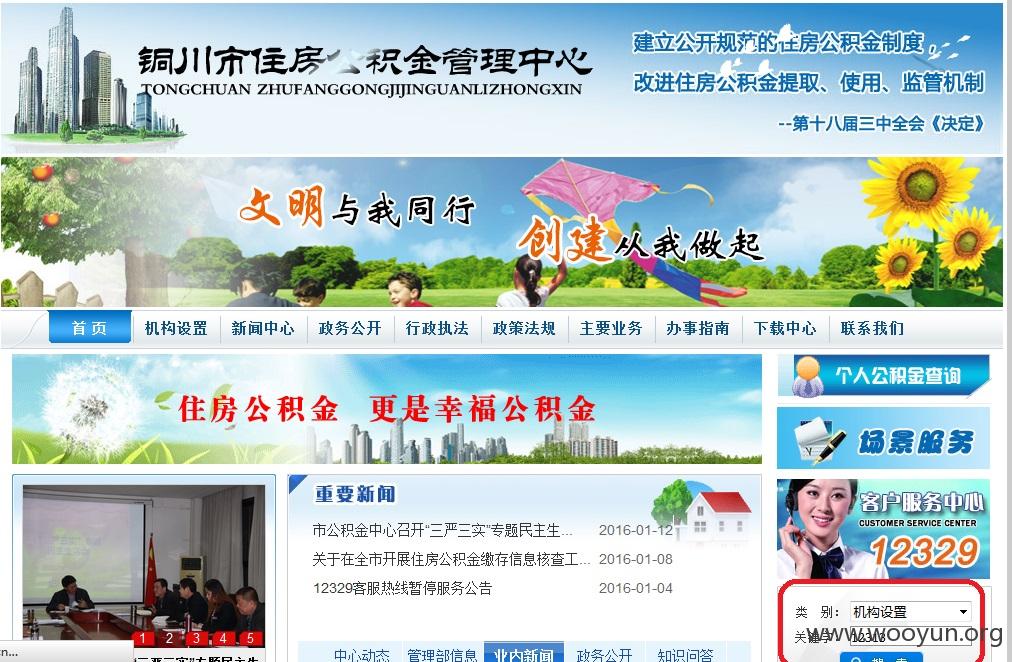 铜川市住房公积金管理中心
TONGCHUAN ZHUFANGGONGJIJINGUANLIZHONGXIN
建立公开规范的住房公积金制度，
改进住房公积金提取、使用、监管机制
--第十八届三中全会《决定》
文明与我同行
创建从我做起
首页 机构设置 新闻中心 政务公开 行政执法 政策法规 主要业务 办事指南 下载中心 联系我们
住房公积金 更是幸福公积金
个人公积金查询
场景服务
客户服务中心
CUSTOMER SERVICE CENTER
12329
重要新闻
市公积金中心召开“三严三实”专题民主生... 2016-01-12
关于在全市开展住房公积金缴存信息核查工... 2016-01-08
12329客服热线暂停服务公告 2016-01-04
1 2 3 4 5
三严三实”专题民主生
中心动态 管理部信息 业内新闻 政务公开 知识问答
类 别： 机构设置
关键字
搜 索
www.wooyun.org